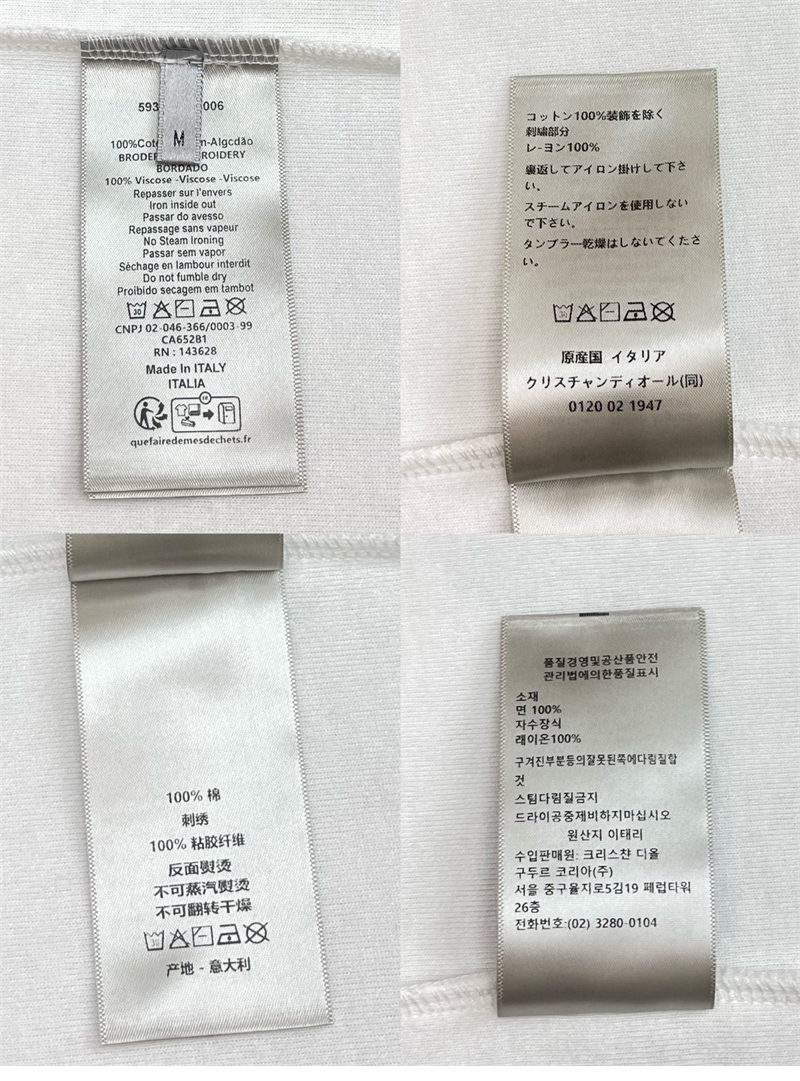 593 006
M
100%Cot m-Algcdão
BRODER ROIDERY
BORDADO
100% Viscose -Viscose -Viscose
Repasser sur l'envers
Iron inside out
Passar do avesso
Repassage sans vapeur
No Steam Ironing
Passar sem vapor
Séchage en lambour interdit
Do not fumble dry
Proibido secagem em tambot
30
CNPJ 02-046-366/0003-99
CA65281
RN : 143628
Made In ITALY
ITALIA
FR
quefairedemesdechets.fr
コットン100%装飾を除く
刺繍部分
レ-ヨン100%
裏返してアイロン掛けして下さ
い。
スチームアイロンを使用しない
で下さい。
タンブラー乾燥はしないてくださ
い。
30
原産国 イタリア
クリスチャンディオール(同)
0120 02 1947
100% 棉
刺绣
100% 粘胶纤维
反面熨烫
不可蒸汽熨烫
不可翻转干燥
30
产地 - 意大利
품질경영및공산품안전
관리법에의한품질표시
소재
면 100%
자수장식
래이온100%
구겨진부분등의잘못된쪽에다림질할
것
스팀다림질금지
드라이공중제비하지마십시오
원산지 이태리
수입판매원: 크리스챤 디올
구두르 코리아(주)
서을 중구율지로5김19 페럽타워
26층
전화번호:(02) 3280-0104